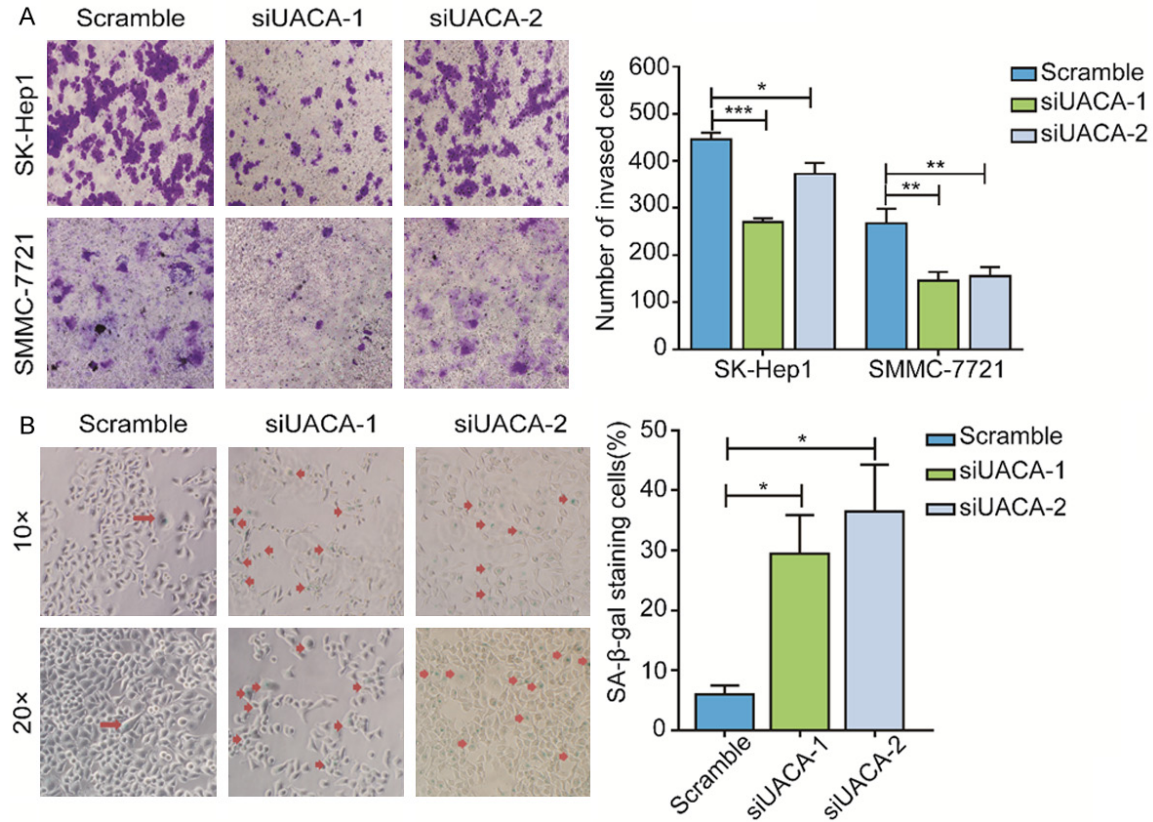 A
Scramble siUACA-1 siUACA-2
SK-Hep1
SMMC-7721
Number of invased cells
600
500
400
300
200
100
0
*
***
**
**
SK-Hep1 SMMC-7721
Scramble
siUACA-1
siUACA-2
B
Scramble siUACA-1 siUACA-2
10×
20×
SA-β-gal staining cells(%)
50
40
30
20
10
0
*
*
Scramble siUACA-1 siUACA-2
Scramble
siUACA-1
siUACA-2